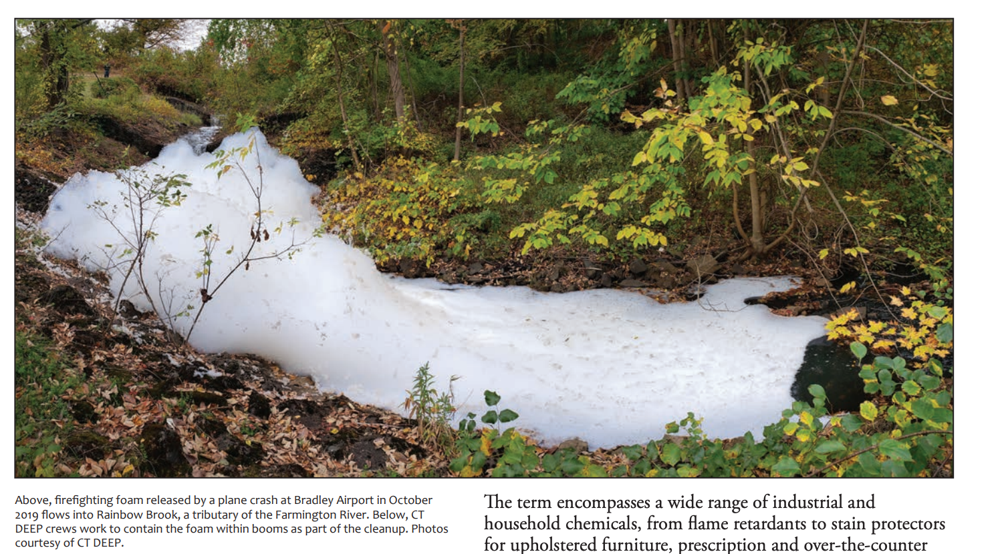 Above, firefighting foam released by a plane crash at Bradley Airport in October
2019 flows into Rainbow Brook, a tributary of the Farmington River. Below, CT
DEEP crews work to contain the foam within booms as part of the cleanup. Photos
courtesy of CT DEEP.
The term encompasses a wide range of industrial and
household chemicals, from flame retardants to stain protectors
for upholstered furniture, prescription and over-the-counter